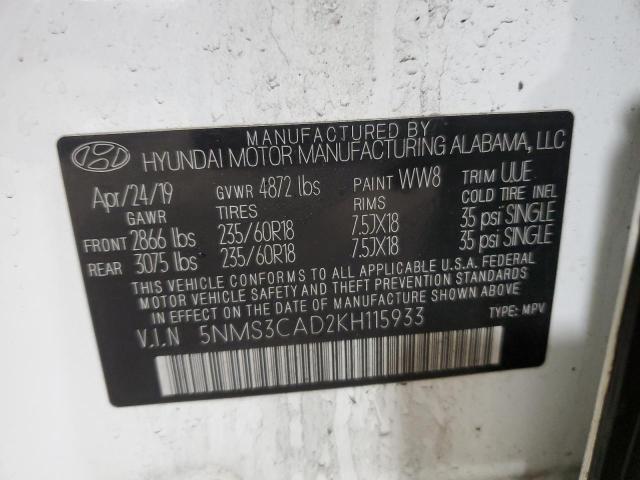 MANUFACTURED BY
HYUNDAI MOTOR MANUFACTURING ALABAMA, LLC
Apr/24/19 GVWR 4872 lbs PAINT WW8 TRIM UUE
GAWR TIRES RIMS COLD TIRE INFL
FRONT 2866 lbs 235/60R18 7.5JX18 35 psi SINGLE
REAR 3075 lbs 235/60R18 7.5JX18 35 psi SINGLE
THIS VEHICLE CONFORMS TO ALL APPLICABLE U.S.A. FEDERAL
MOTOR VEHICLE SAFETY AND THEFT PREVENTION STANDARDS
IN EFFECT ON THE DATE OF MANUFACTURE SHOWN ABOVE.
V.I.N 5NMS3CAD2KH115933 TYPE: MPV